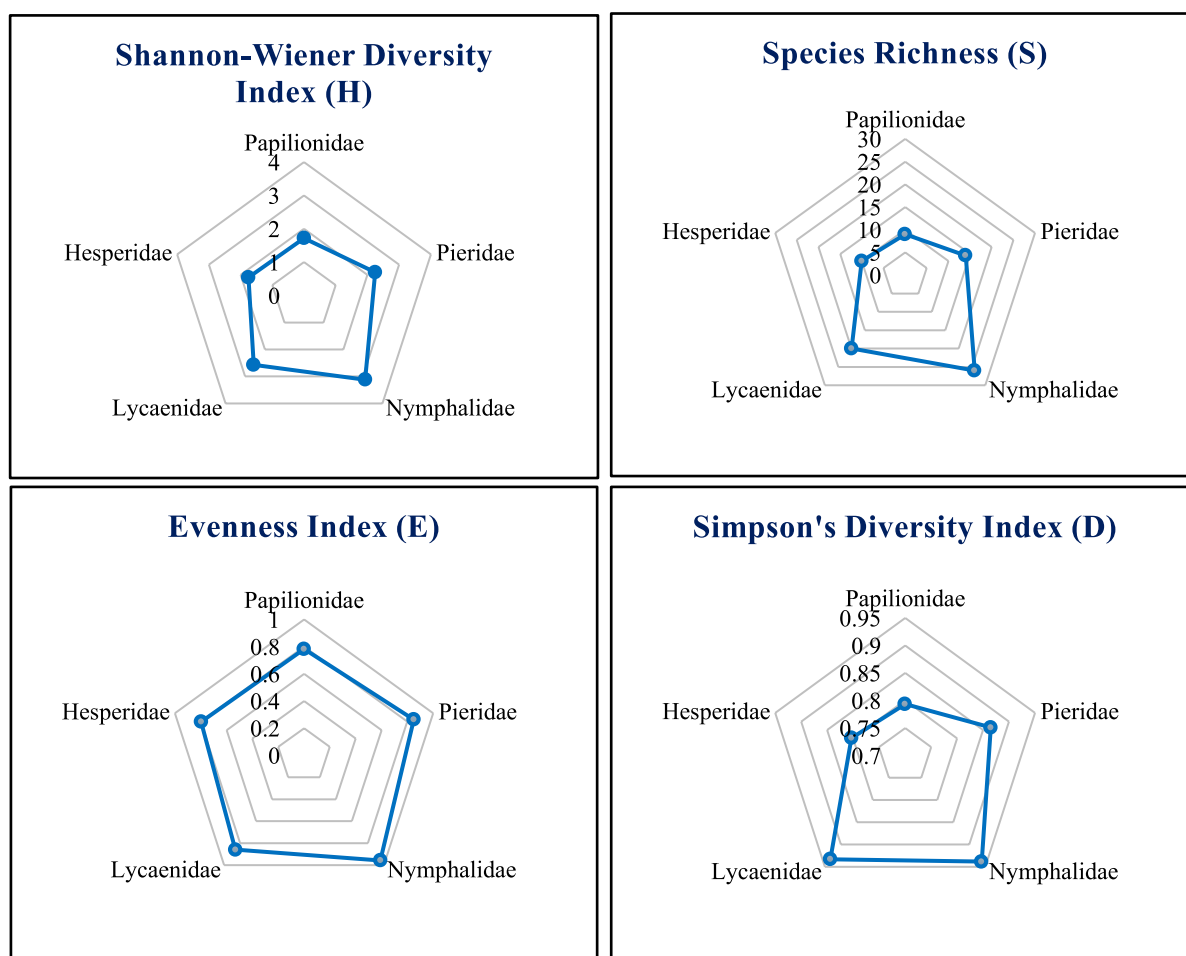 Shannon-Wiener Diversity
Index (H)
Papilionidae
4
3
2
1
0
Hesperidae
Pieridae
Lycaenidae
Nymphalidae
Species Richness (S)
Papilionidae
30
25
20
15
10
5
0
Hesperidae
Pieridae
Lycaenidae
Nymphalidae
Evenness Index (E)
Papilionidae
1
0.8
0.6
0.4
0.2
0
Hesperidae
Pieridae
Lycaenidae
Nymphalidae
Simpson's Diversity Index (D)
Papilionidae
0.95
0.9
0.85
0.8
0.75
0.7
Hesperidae
Pieridae
Lycaenidae
Nymphalidae